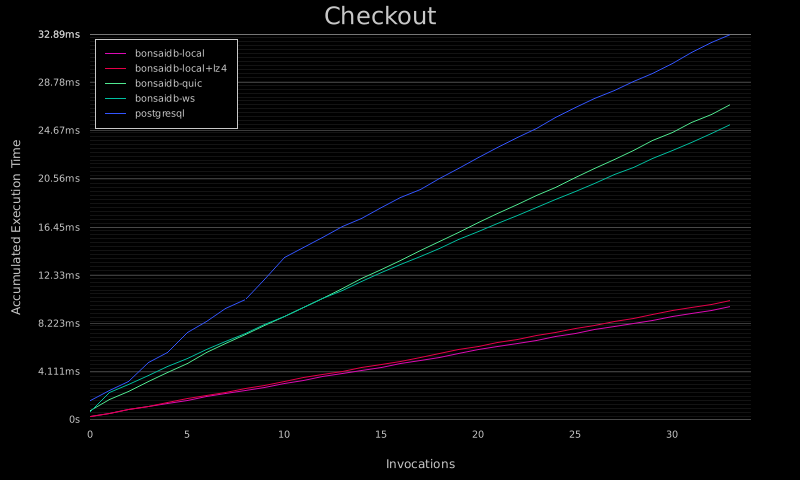 Checkout
32.89ms
28.78ms
24.67ms
20.56ms
16.45ms
12.33ms
8.223ms
4.111ms
0s
Accumulated Execution Time
bonsaidb-local
bonsaidb-local+lz4
bonsaidb-quic
bonsaidb-ws
postgresql
0 5 10 15 20 25 30
Invocations